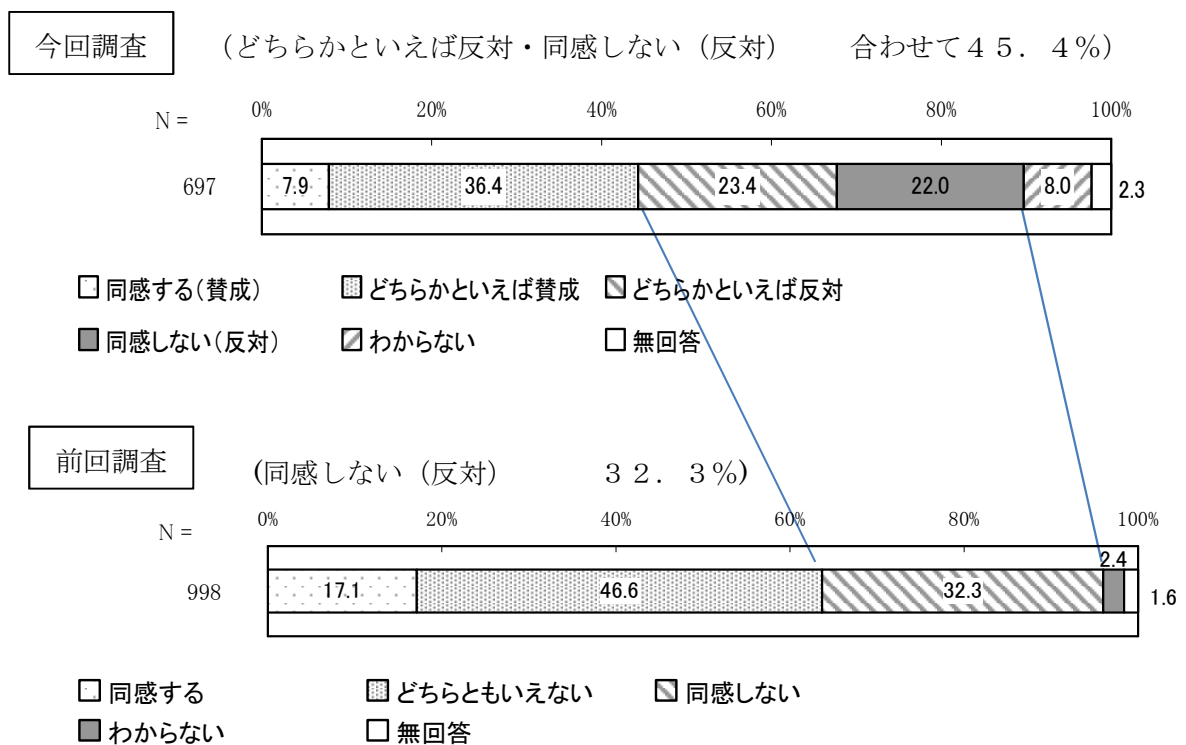 今回調査 (どちらかといえば反対・同感しない（反対） 合わせて４５．４％)
N = 0% 20% 40% 60% 80% 100%
697 7.9 36.4 23.4 22.0 8.0 2.3
同感する(賛成) どちらかといえば賛成 どちらかといえば反対
同感しない(反対) わからない 無回答
前回調査 (同感しない（反対） ３２．３％)
N = 0% 20% 40% 60% 80% 100%
2.4
998 17.1 46.6 32.3 1.6
同感する どちらともいえない 同感しない
わからない 無回答